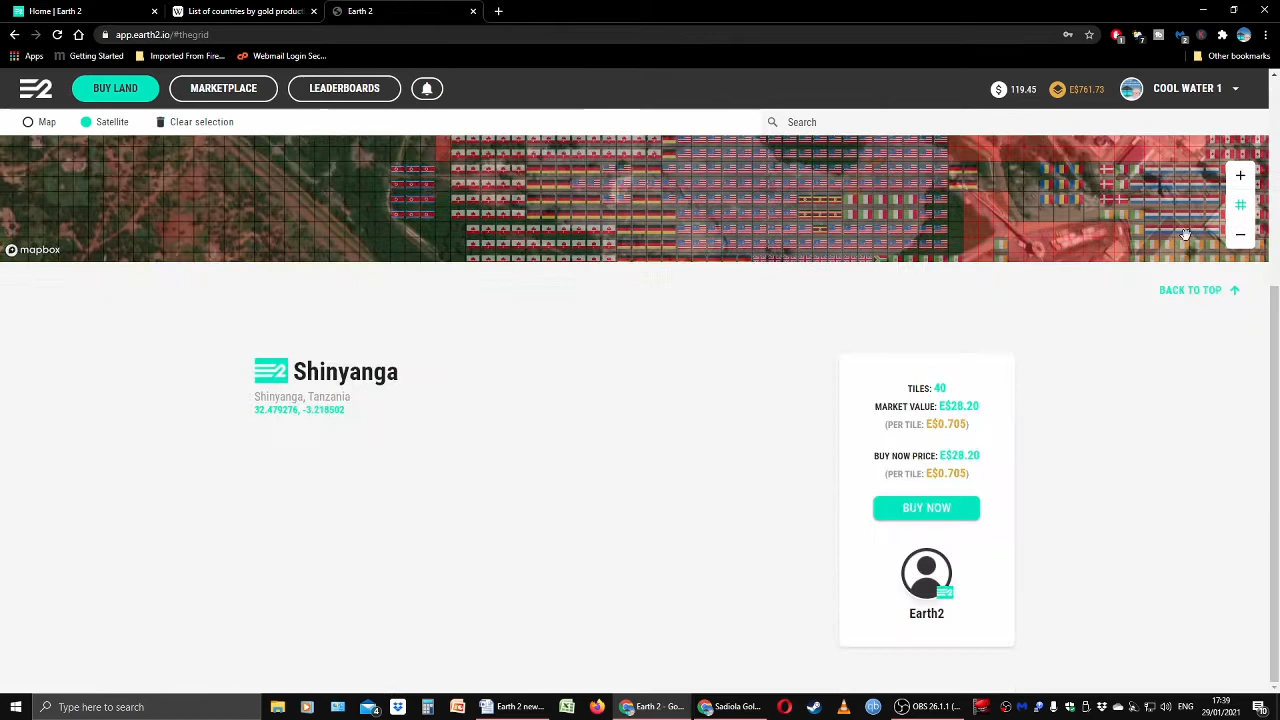 Home | Earth 2
List of countries by gold product
Earth 2
app.earth2.io/#thegrid
Apps
Getting Started
Imported From Fire...
Webmail Login Sec...
Other bookmarks
BUY LAND
MARKETPLACE
LEADERBOARDS
119.45
E$761.73
COOL WATER 1
Map
Satellite
Clear selection
Search
mapbox
BACK TO TOP
Shinyanga
Shinyanga, Tanzania
32.479276, -3.216502
TILES: 40
MARKET VALUE: E$28.20
(PER TILE: E$0.705)
BUY NOW PRICE: E$28.20
(PER TILE: E$0.705)
BUY NOW
Earth2
Type here to search
Earth 2 new...
Earth 2 - Go...
Sadiola Gol...
OBS 26.1.1 (...
ENG
17:39
29/01/2021